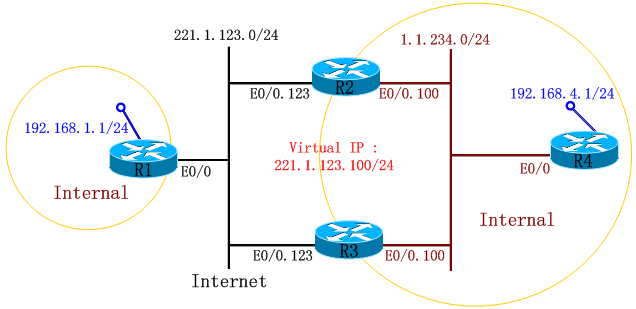 221.1.123.0/24
1.1.234.0/24
R2
E0/0.123
E0/0.100
192.168.4.1/24
192.168.1.1/24
Virtual IP :
221.1.123.100/24
R1
E0/0
R4
E0/0
Internal
Internal
R3
E0/0.123
E0/0.100
Internet